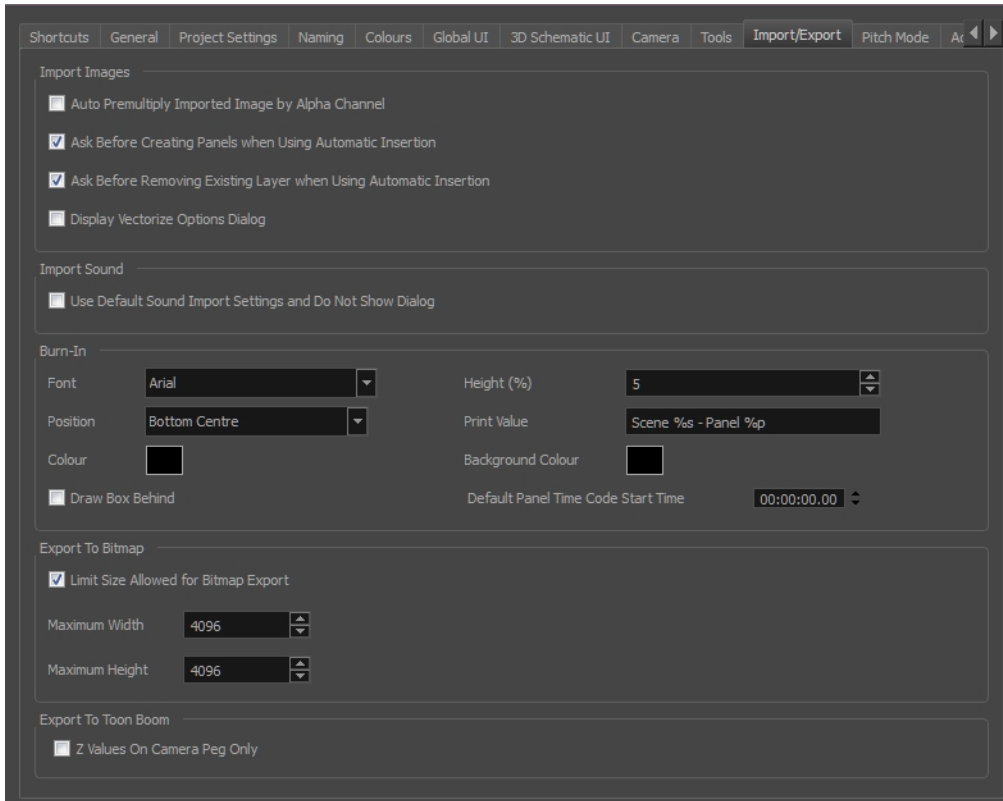 Shortcuts General Project Settings Naming Colours Global UI 3D Schematic UI Camera Tools Import/Export Pitch Mode
Import Images
Auto Premultiply Imported Image by Alpha Channel
Ask Before Creating Panels when Using Automatic Insertion
Ask Before Removing Existing Layer when Using Automatic Insertion
Display Vectorize Options Dialog
Import Sound
Use Default Sound Import Settings and Do Not Show Dialog
Burn-In
Font Arial Height (%) 5
Position Bottom Centre Print Value Scene %s - Panel %p
Colour Background Colour
Draw Box Behind Default Panel Time Code Start Time 00:00:00.00
Export To Bitmap
Limit Size Allowed for Bitmap Export
Maximum Width 4096
Maximum Height 4096
Export To Toon Boom
Z Values On Camera Peg Only